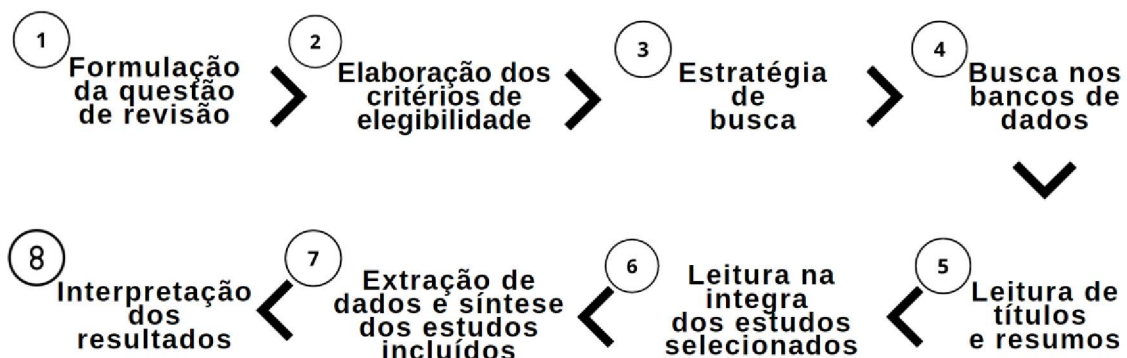 1
Formulação
da questão
de revisão
2
Elaboração dos
critérios de
elegibilidade
3
Estratégia
de
busca
4
Busca nos
bancos de
dados
5
Leitura de
títulos
e resumos
6
Leitura na
integra
dos estudos
selecionados
7
Extração de
dados e síntese
dos estudos
incluídos
8
Interpretação
dos
resultados